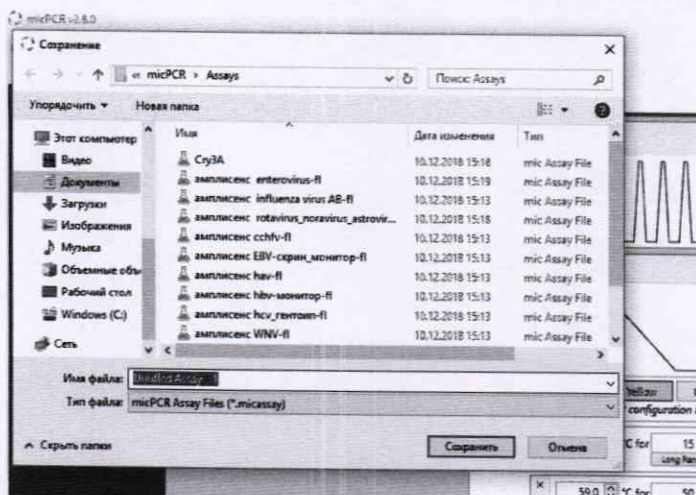 micPCR v2.8.0
Сохранение
« micPCR › Assays
Поиск: Assays
Упорядочить
Новая папка
Имя
Дата изменения
Тип
Этот компьютер
Видео
Документы
Загрузки
Изображения
Музыка
Объемные объ
Рабочий стол
Windows (C:)
Сеть
Cry3A 10.12.2018 15:18 mic Assay File
амплисенс enterovirus-fl 10.12.2018 15:19 mic Assay File
амплисенс influenza virus AB-fl 10.12.2018 15:13 mic Assay File
амплисенс rotavirus_noravirus_astrovir... 10.12.2018 15:18 mic Assay File
амплисенс cchfv-fl 10.12.2018 15:13 mic Assay File
амплисенс EBV-скрин_монитор-fl 10.12.2018 15:13 mic Assay File
амплисенс hav-fl 10.12.2018 15:13 mic Assay File
амплисенс hbv-монитор-fl 10.12.2018 15:13 mic Assay File
амплисенс hcv_гентоип-fl 10.12.2018 15:13 mic Assay File
амплисенс WNV-fl 10.12.2018 15:13 mic Assay File
Имя файла:
Тип файла: micPCR Assay Files (*.micassay)
Скрыть папки
Сохранить
Отмена
Yellow
configuration
°C for 15
Long Ran
59.0 °C for 50